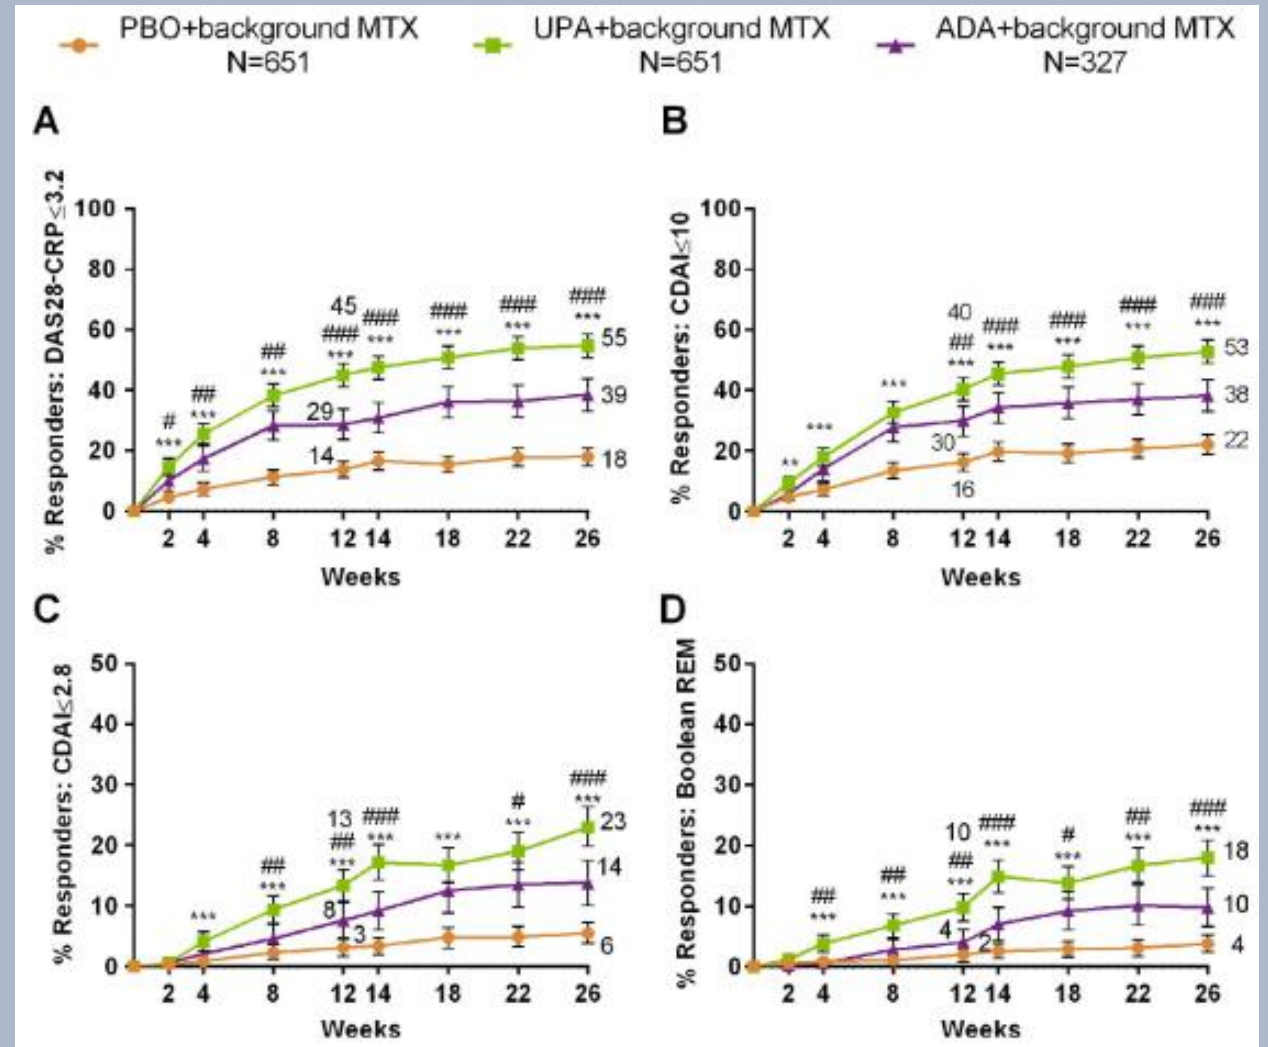 PBO+background MTX
N=651
UPA+background MTX
N=651
ADA+background MTX
N=327
A
% Responders: DAS28-CRP≤3.2
100
80
60
40
20
0
45
# ## ## ### ### ### ### ###
*** *** *** *** *** *** *** ***
29
14
55
39
18
2 4 8 12 14 18 22 26
Weeks
B
% Responders: CDAI≤10
100
80
60
40
20
0
40
## ### ### ### ###
** *** *** *** *** *** *** ***
30
16
53
38
22
2 4 8 12 14 18 22 26
Weeks
C
% Responders: CDAI≤2.8
50
40
30
20
10
0
13
## ## ### # ###
*** *** *** *** *** *** ***
8
3
23
14
6
2 4 8 12 14 18 22 26
Weeks
D
% Responders: Boolean REM
50
40
30
20
10
0
10
## ## ## ### # ## ###
*** *** *** *** *** *** ***
4
2
18
10
4
2 4 8 12 14 18 22 26
Weeks